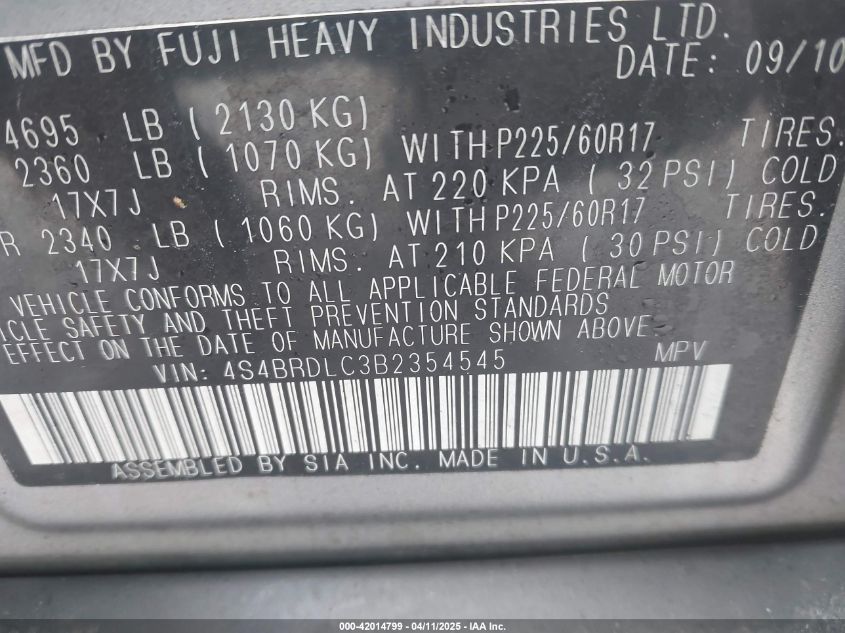 MFD BY FUJI HEAVY INDUSTRIES LTD.
DATE: 09/10
4695 LB (2130 KG)
2360 LB (1070 KG) WITH P225/60R17 TIRES.
17X7J RIMS. AT 220 KPA (32 PSI) COLD
R 2340 LB (1060 KG) WITH P225/60R17 TIRES.
17X7J RIMS. AT 210 KPA (30 PSI) COLD
VEHICLE CONFORMS TO ALL APPLICABLE FEDERAL MOTOR
ICLE SAFETY AND THEFT PREVENTION STANDARDS
EFFECT ON THE DATE OF MANUFACTURE SHOWN ABOVE.
VIN: 4S4BRDLC3B2354545 MPV
ASSEMBLED BY SIA INC. MADE IN U.S.A.
000-42014799 - 04/11/2025 - IAA Inc.